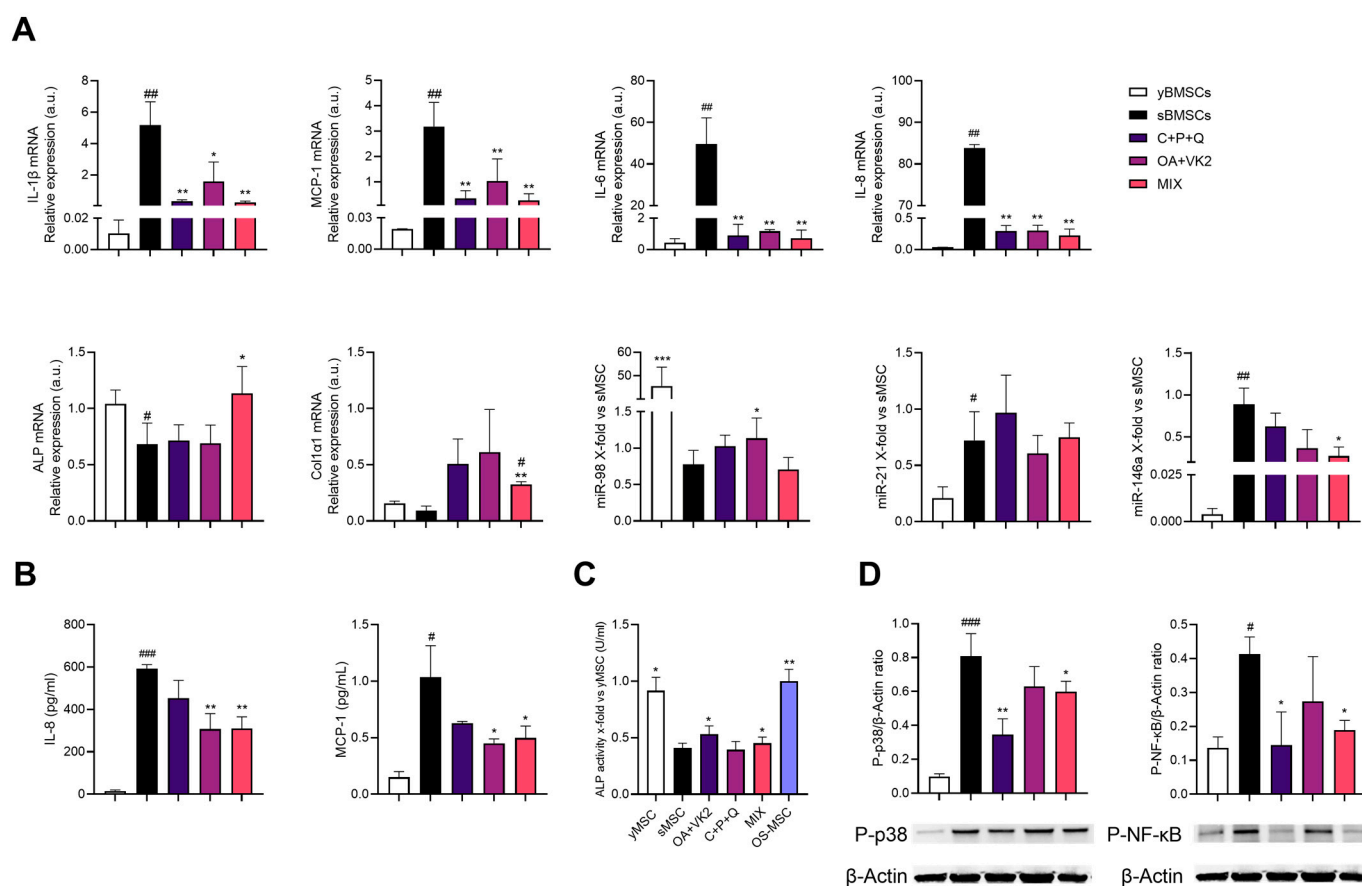 A
IL-1β mRNA
Relative expression (a.u.)
8
6
4
2
0.02
0.00
##
**
*
**
MCP-1 mRNA
Relative expression (a.u.)
5
4
3
2
1
0.03
0.00
##
**
**
**
IL-6 mRNA
Relative expression (a.u.)
80
60
40
20
2
1
0
##
**
**
**
IL-8 mRNA
Relative expression (a.u.)
100
90
80
70
60
0.5
0.0
##
**
**
**
yBMSCs
sBMSCs
C+P+Q
OA+VK2
MIX
ALP mRNA
Relative expression (a.u.)
1.5
1.0
0.5
0.0
#
*
Col1α1 mRNA
Relative expression (a.u.)
1.5
1.0
0.5
0.0
#
**
miR-98 X-fold vs sMSC
60
50
1.5
1.0
0.5
0.0
***
*
miR-21 X-fold vs sMSC
1.5
1.0
0.5
0.0
#
miR-146a X-fold vs sMSC
1.5
1.0
0.5
0.025
0.000
##
*
B
IL-8 (pg/ml)
800
600
400
200
0
###
**
**
MCP-1 (pg/mL)
1.5
1.0
0.5
0.0
#
*
*
C
ALP activity x-fold vs yMSC (U/ml)
1.5
1.0
0.5
0.0
*
*
*
**
yMSC
sMSC
OA+VK2
C+P+Q
MIX
OS-MSC
D
P-p38/β-Actin ratio
1.0
0.8
0.6
0.4
0.2
0.0
###
**
*
P-NF-κB/β-Actin ratio
0.5
0.4
0.3
0.2
0.1
0.0
#
*
*
P-p38
β-Actin
P-NF-κB
β-Actin